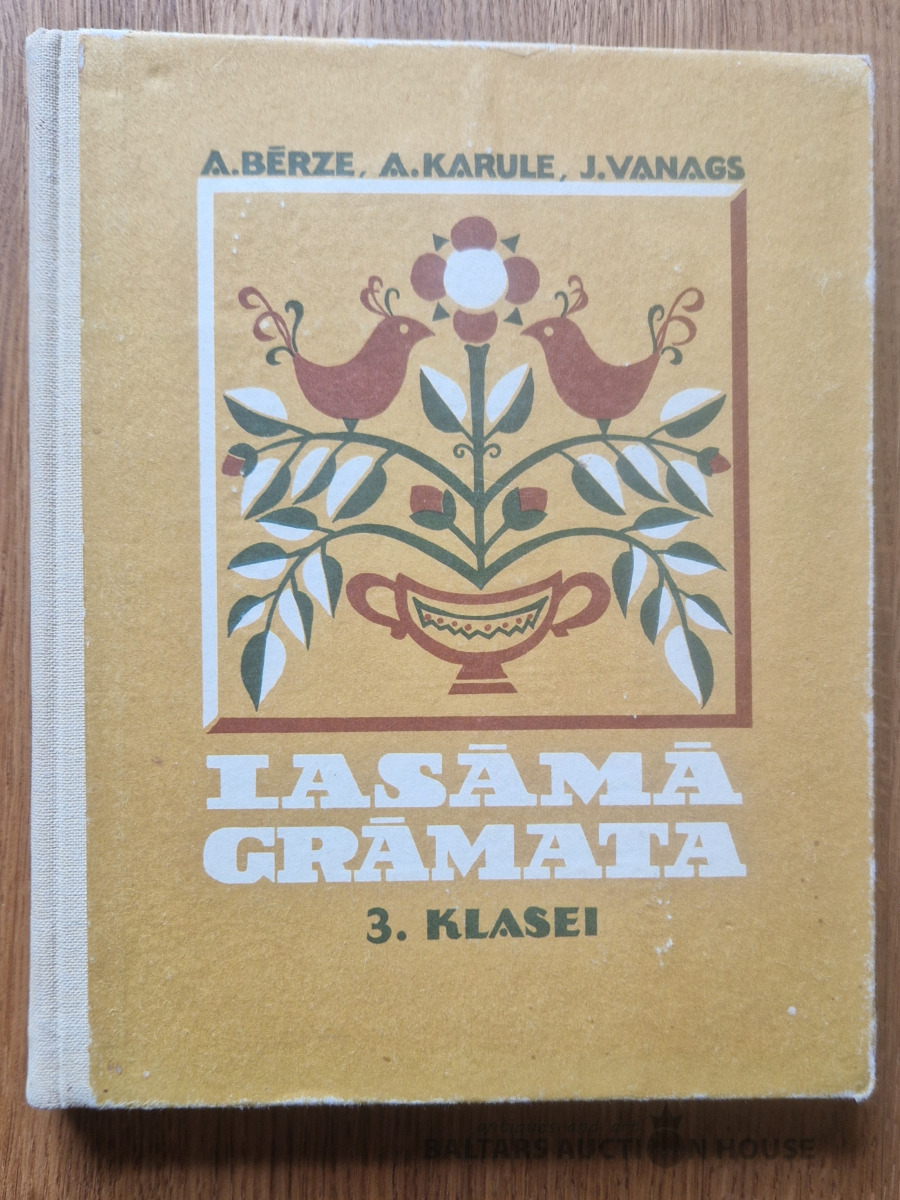 A.BĒRZE, A.KARULE, J.VANAGS
LASĀMĀ
GRĀMATA
3. KLASEI
BALTARS AUCTION HOUSE